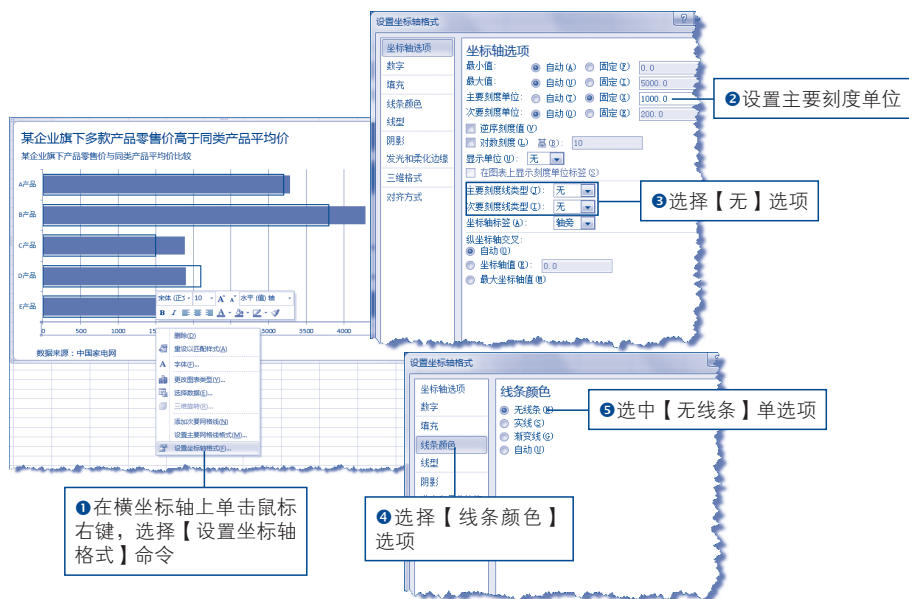 设置坐标轴格式
坐标轴选项
数字
填充
线条颜色
线型
阴影
发光和柔化边缘
三维格式
对齐方式
坐标轴选项
最小值： 自动(A) 固定(F) 0.0
最大值： 自动(U) 固定(I) 5000.0
主要刻度单位： 自动(T) 固定(X) 1000.0
次要刻度单位： 自动(O) 固定(E) 200.0
逆序刻度值(V)
对数刻度(L) 基(B)： 10
显示单位(U)： 无
在图表上显示刻度单位标签(S)
主要刻度线类型(J)： 无
次要刻度线类型(I)： 无
坐标轴标签(A)： 轴旁
纵坐标轴交叉：
自动(O)
坐标轴值(E)： 0.0
最大坐标轴值(M)
❷设置主要刻度单位
❸选择【无】选项
某企业旗下多款产品零售价高于同类产品平均价
某企业旗下产品零售价与同类产品平均价比较
A产品
B产品
C产品
D产品
E产品
0 500 1000 3000 3500 4000
数据来源：中国家电网
宋体 (正 10 A A 水平 (值) 轴
B I
删除(D)
重设以匹配样式(A)
字体(F)...
更改图表类型(Y)...
选择数据(E)...
三维旋转(R)...
添加次要网格线(N)
设置主要网格线格式(M)...
设置坐标轴格式(F)...
❶在横坐标轴上单击鼠标
右键，选择【设置坐标轴
格式】命令
设置坐标轴格式
坐标轴选项
数字
填充
线条颜色
线型
阴影
线条颜色
无线条(N)
实线(S)
渐变线(G)
自动(U)
❹选择【线条颜色】
选项
❺选中【无线条】单选项